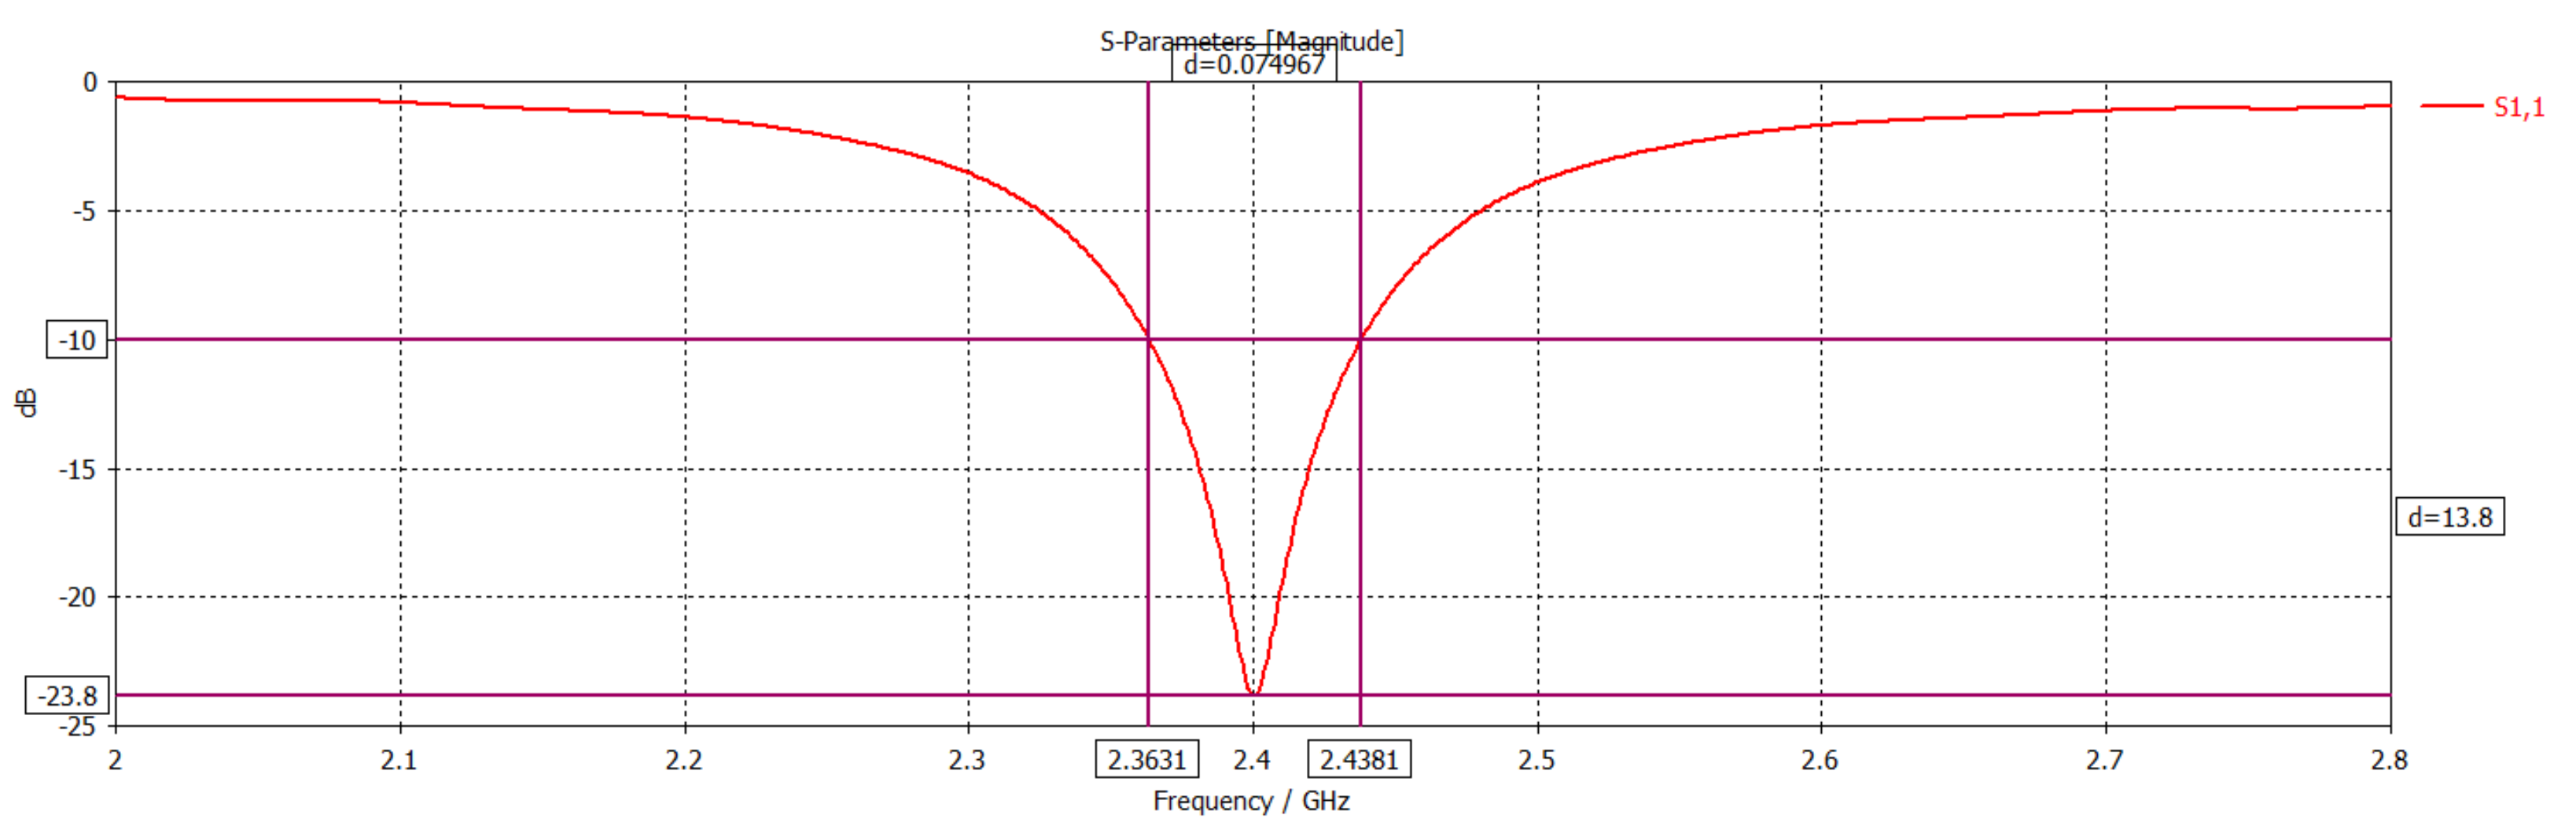 S-Parameters [Magnitude]
d=0.074967
S1,1
0
-5
-10
-15
-20
-23.8
-25
dB
d=13.8
2 2.1 2.2 2.3 2.3631 2.4 2.4381 2.5 2.6 2.7 2.8
Frequency / GHz